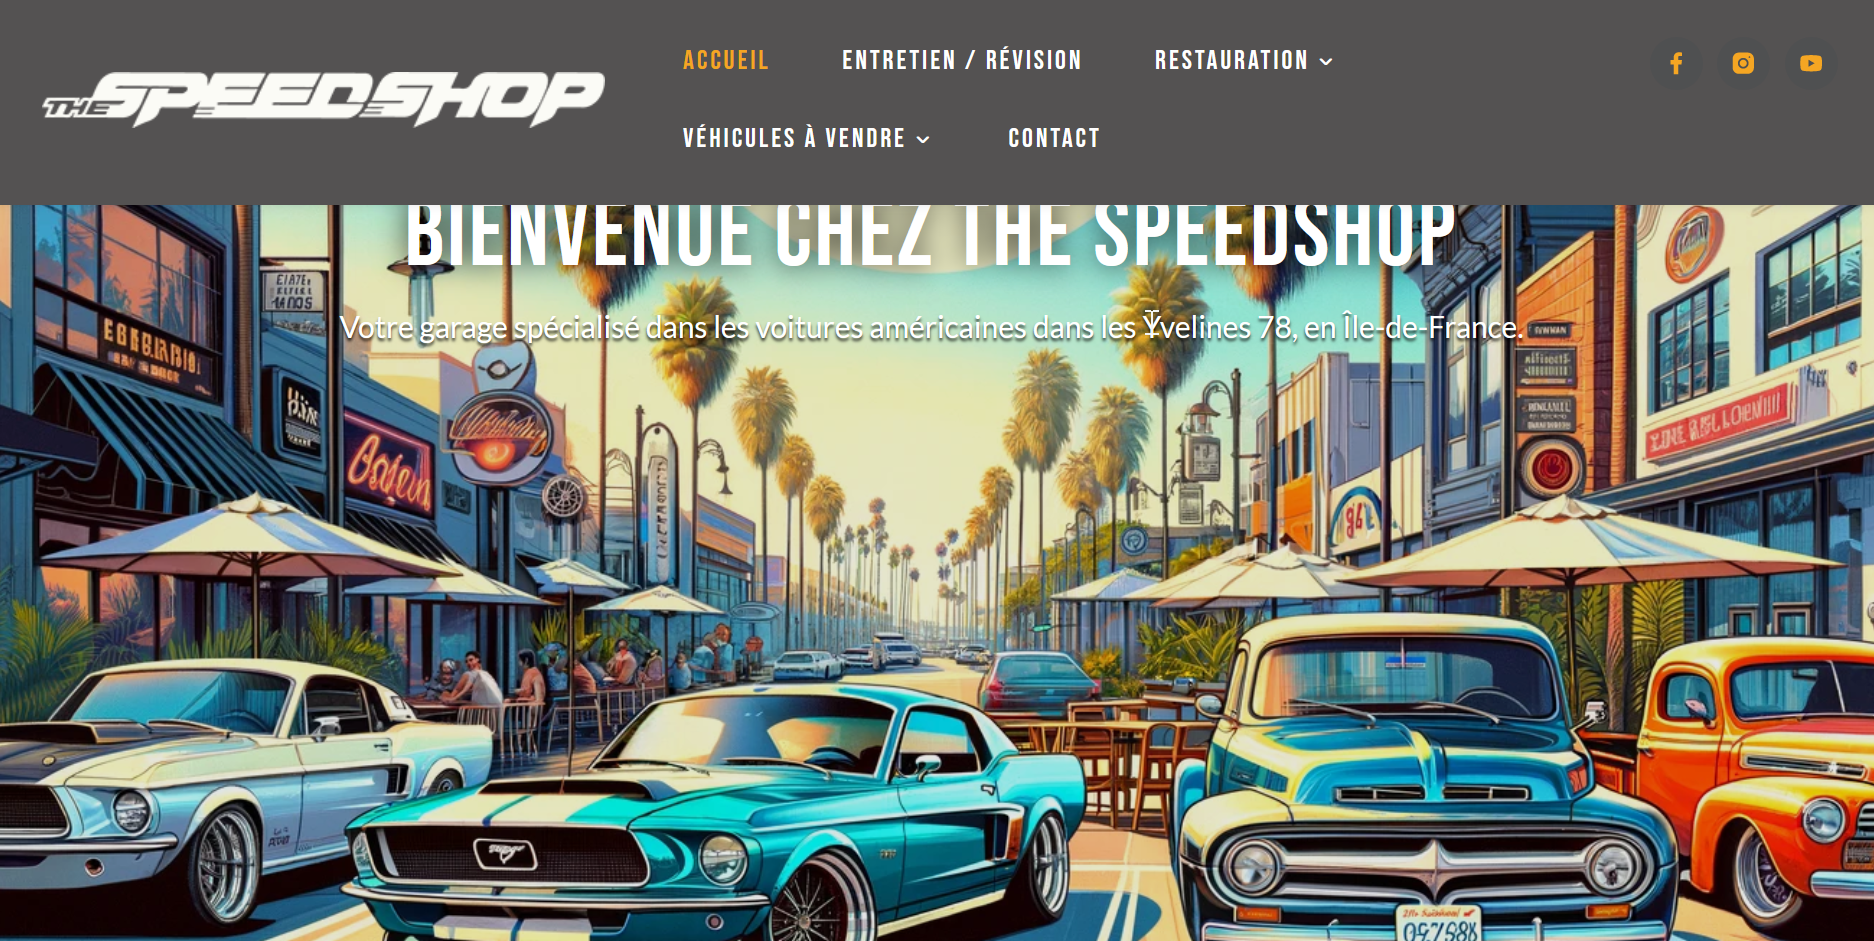 THE SPEEDSHOP
ACCUEIL
ENTRETIEN / RÉVISION
RESTAURATION
VÉHICULES À VENDRE
CONTACT
BIENVENUE CHEZ THE SPEEDSHOP
Votre garage spécialisé dans les voitures américaines dans les Yvelines 78, en Île-de-France.